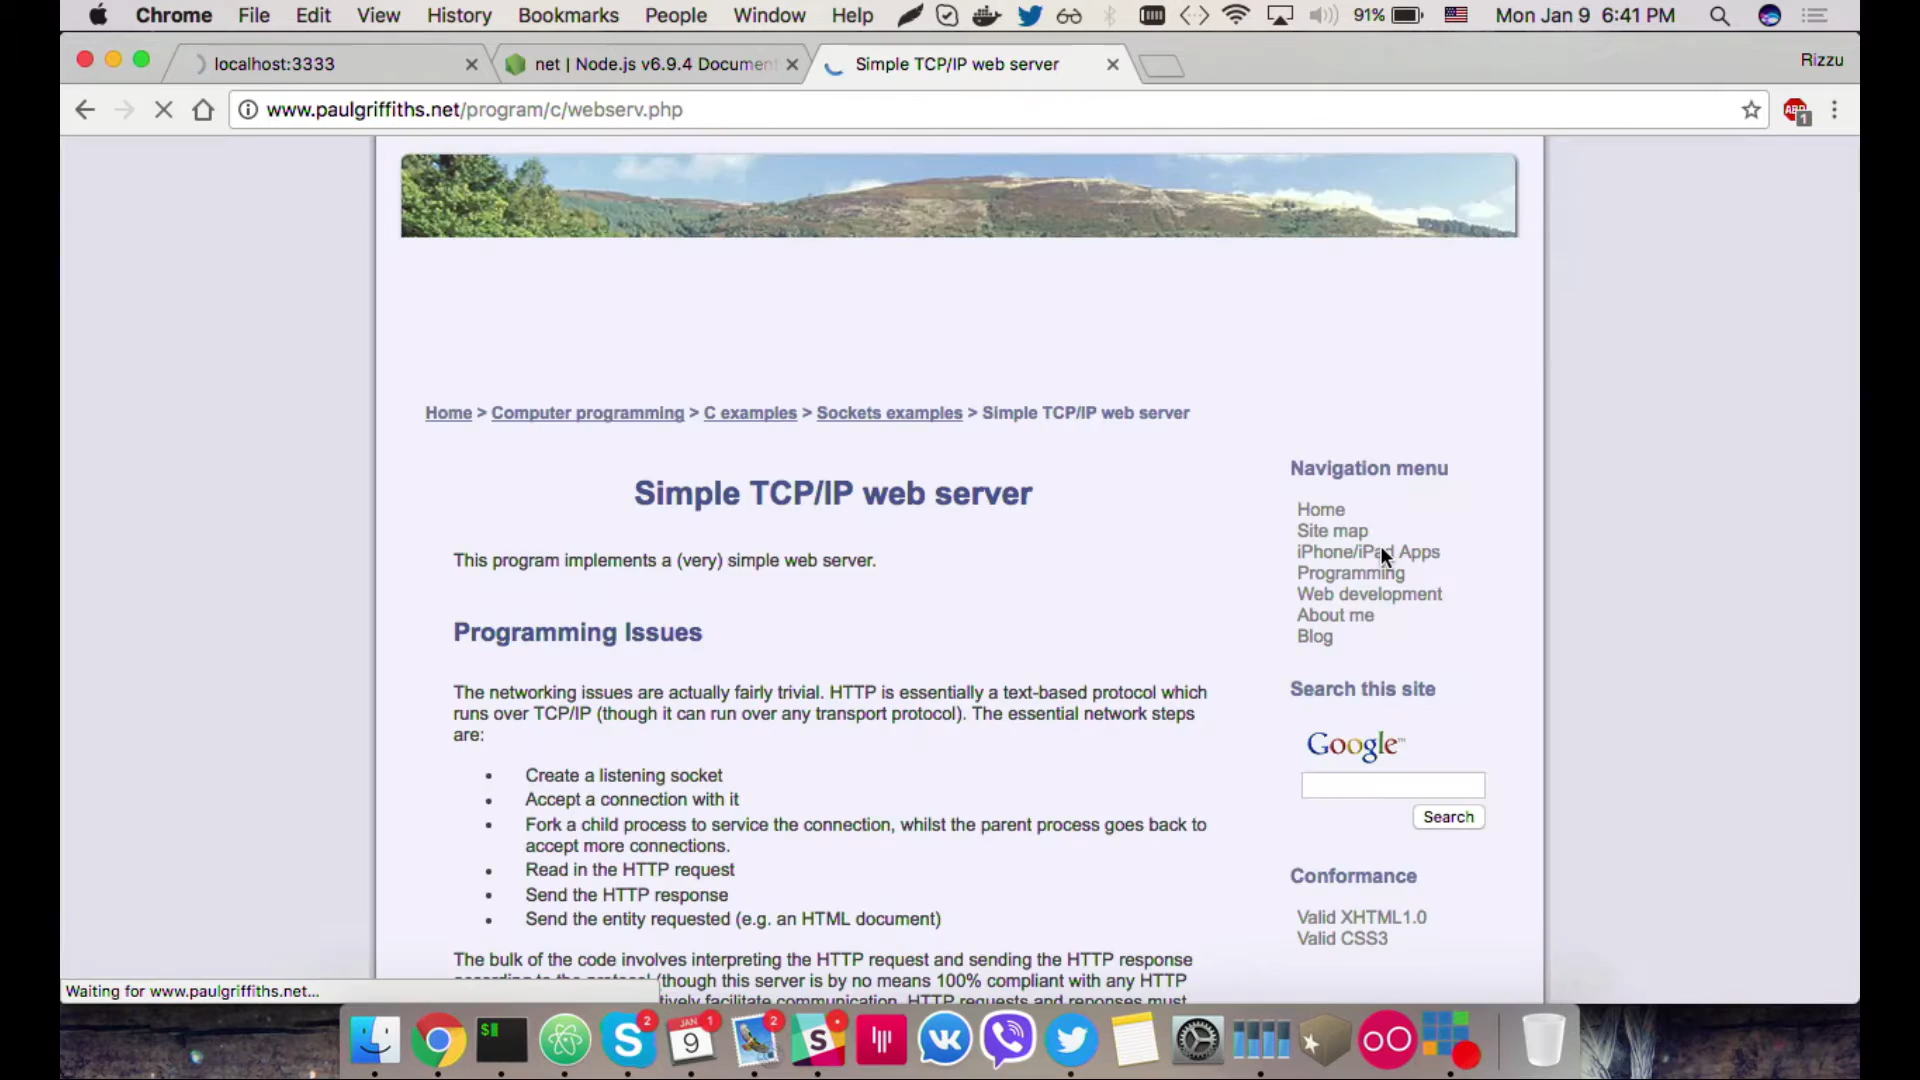 Chrome File Edit View History Bookmarks People Window Help 91% Mon Jan 9 6:41 PM
localhost:3333
net | Node.js v6.9.4 Documen
Simple TCP/IP web server
Rizzu
www.paulgriffiths.net/program/c/webserv.php
ABP
1
Home > Computer programming > C examples > Sockets examples > Simple TCP/IP web server
Simple TCP/IP web server
This program implements a (very) simple web server.
Programming Issues
The networking issues are actually fairly trivial. HTTP is essentially a text-based protocol which
runs over TCP/IP (though it can run over any transport protocol). The essential network steps
are:
• Create a listening socket
• Accept a connection with it
• Fork a child process to service the connection, whilst the parent process goes back to
accept more connections.
• Read in the HTTP request
• Send the HTTP response
• Send the entity requested (e.g. an HTML document)
The bulk of the code involves interpreting the HTTP request and sending the HTTP response
according to the protocol (though this server is by no means 100% compliant with any HTTP
tively facilitate communication. HTTP requests and reponses must
Navigation menu
Home
Site map
iPhone/iPad Apps
Programming
Web development
About me
Blog
Search this site
Google™
Search
Conformance
Valid XHTML1.0
Valid CSS3
Waiting for www.paulgriffiths.net...
$
S
2
JAN
9
1
2
S